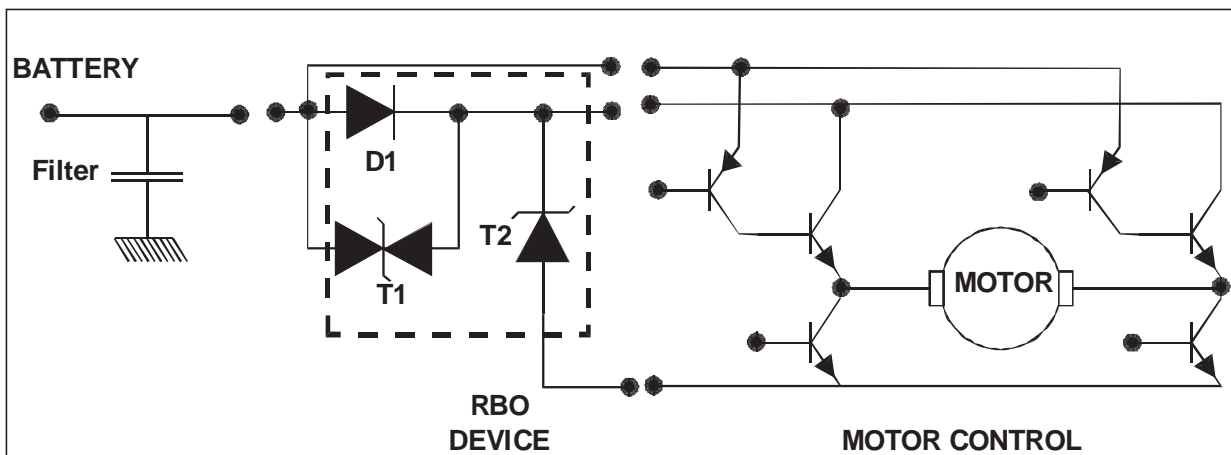 BATTERY
Filter
D1
T2
T1
MOTOR
RBO
DEVICE
MOTOR CONTROL